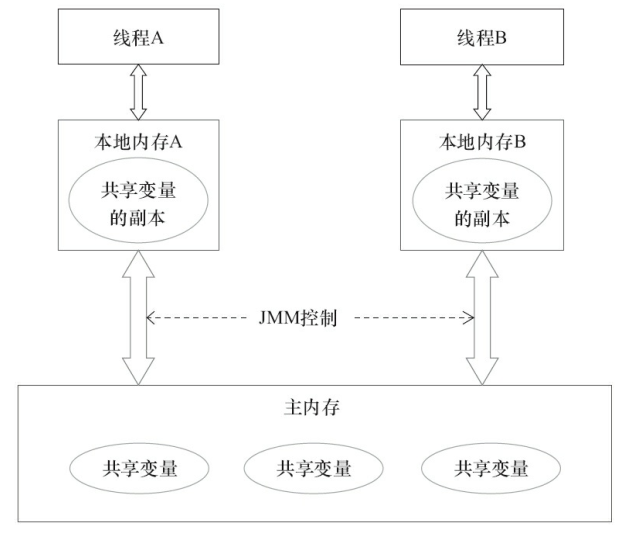 线程A
线程B
本地内存A
共享变量
的副本
本地内存B
共享变量
的副本
JMM控制
主内存
共享变量
共享变量
共享变量